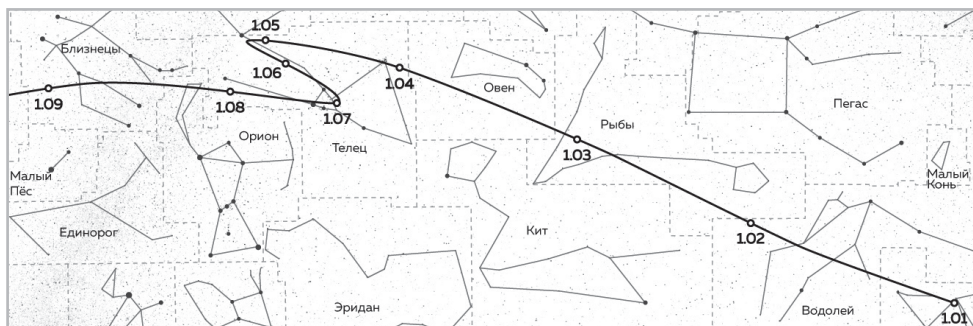 1.05
Близнецы
1.06
1.04
Овен
1.09
1.08
1.07
Пегас
Рыбы
Орион
Телец
1.03
Малый
Пёс
Малый
Конь
Единорог
Кит
1.02
Эридан
Водолей
1.01